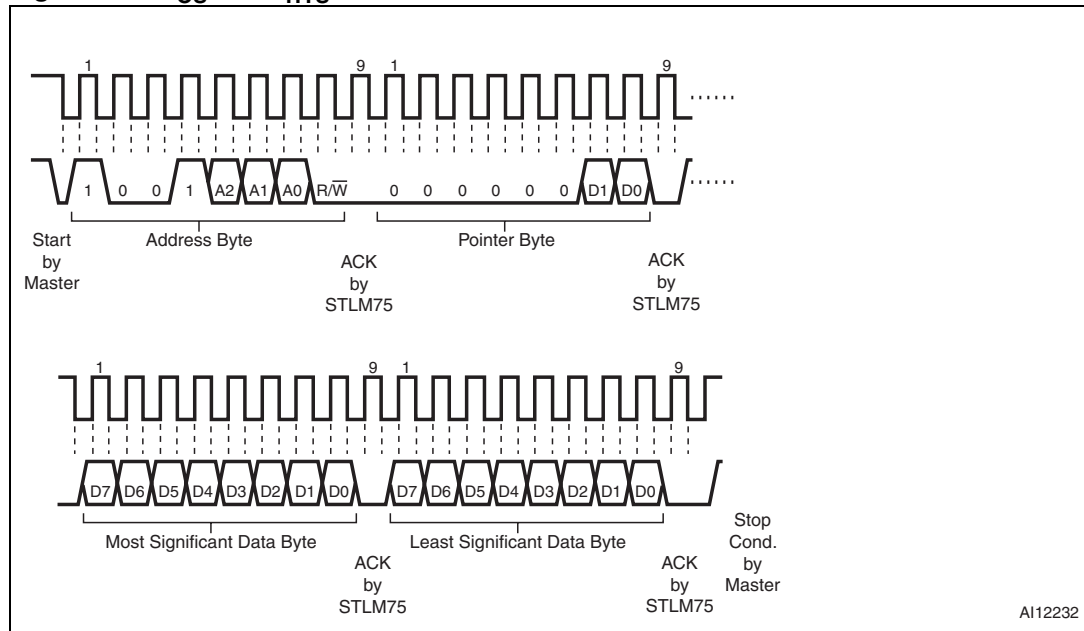 1 9 1 9
1 0 0 1 A2 A1 A0 R/W 0 0 0 0 0 0 D1 D0
Address Byte Pointer Byte
Start
by
Master
ACK
by
STLM75
ACK
by
STLM75
1 9 1 9
D7 D6 D5 D4 D3 D2 D1 D0 D7 D6 D5 D4 D3 D2 D1 D0
Most Significant Data Byte Least Significant Data Byte
ACK
by
STLM75
ACK
by
STLM75
Stop
Cond.
by
Master
AI12232